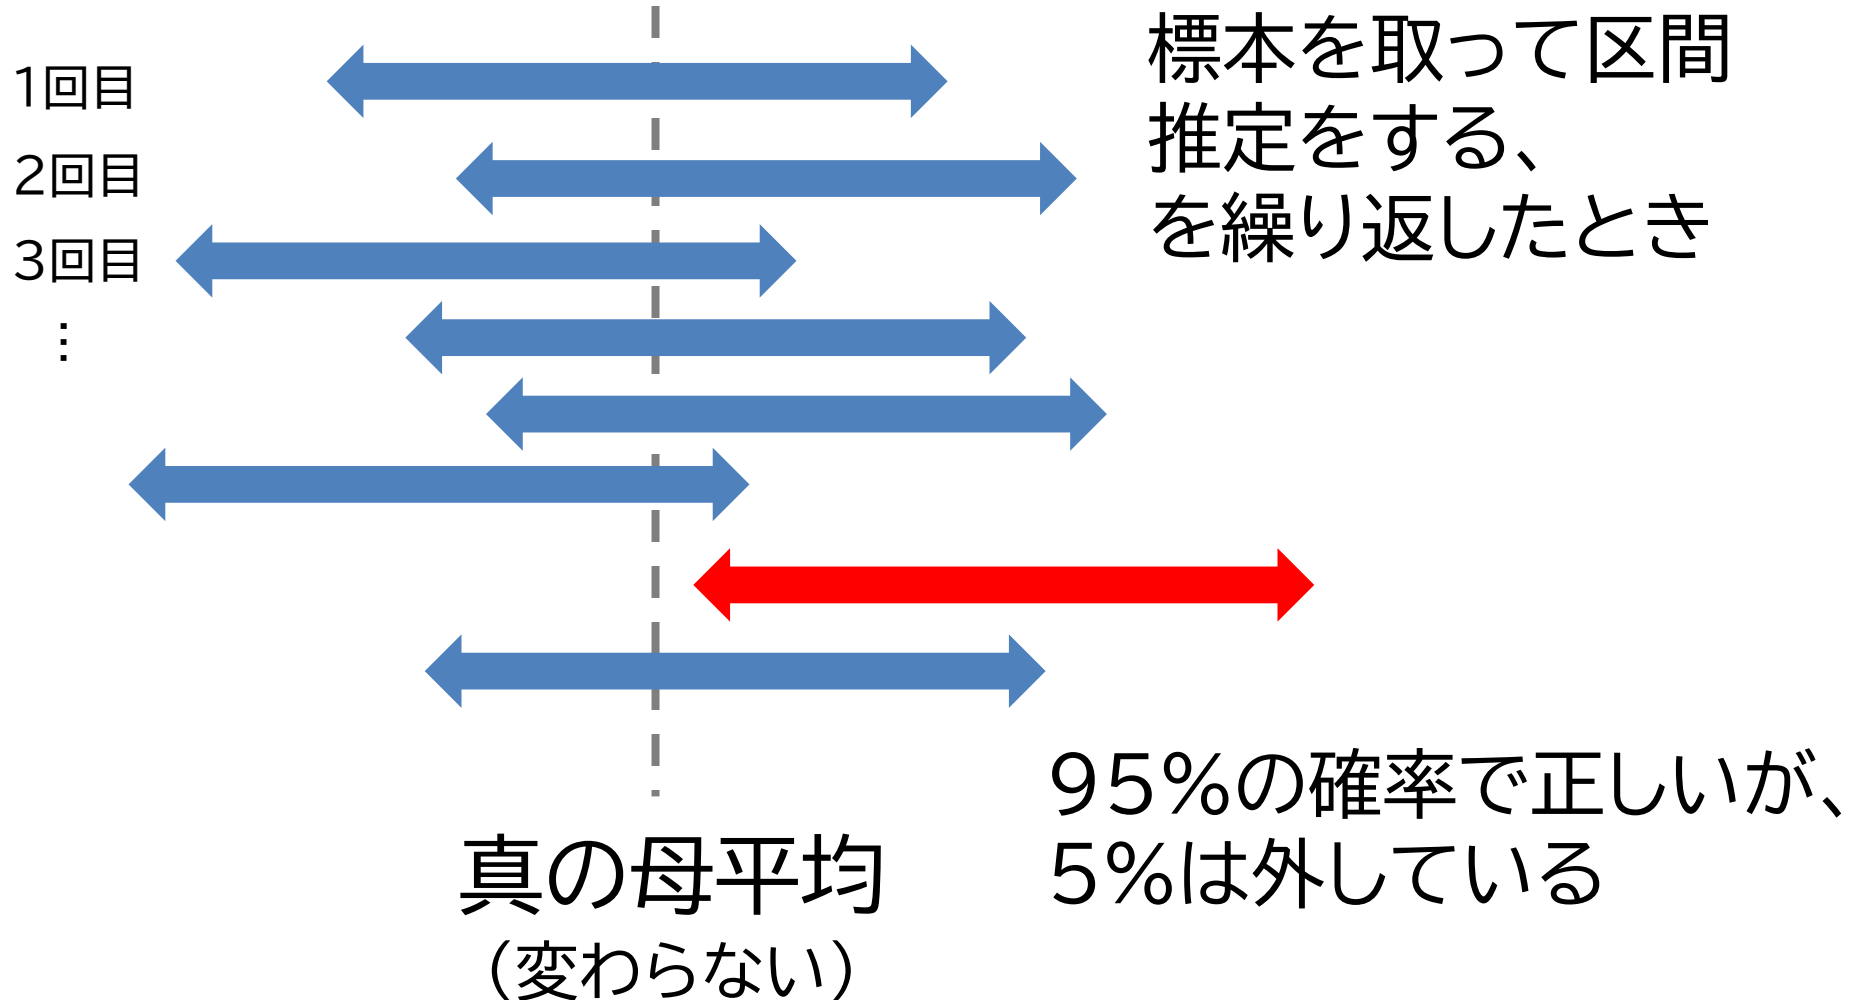 標本を取って区間
推定をする、
を繰り返したとき
1回目
2回目
3回目
…
95%の確率で正しいが、
5%は外している
真の母平均
（変わらない）